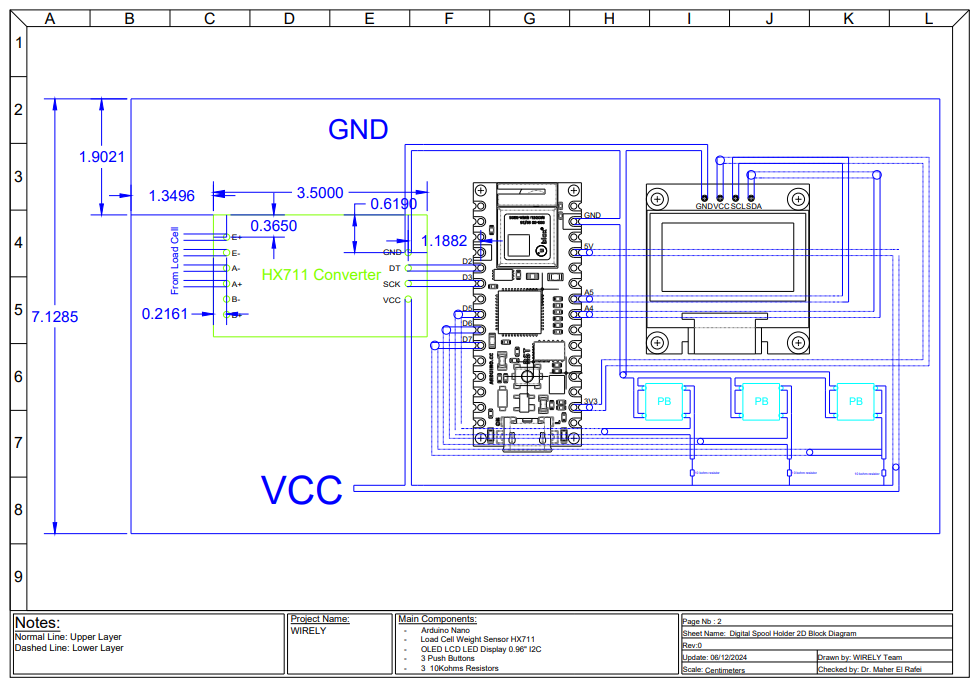 A B C D E F G H I J K L
1
2
3
4
5
6
7
8
9
GND
1.9021
1.3496
3.5000
0.6190
0.3650
1.1882
7.1285
0.2161
From Load Cell
E+
E-
A-
A+
B-
B+
HX711 Converter
GND
DT
SCK
VCC
D2
D3
D5
D6
D7
GND
5V
A5
A4
3V3
GND VCC SCL SDA
PB
PB
PB
VCC
Notes:
Normal Line: Upper Layer
Dashed Line: Lower Layer
Project Name:
WIRELY
Main Components:
- Arduino Nano
- Load Cell Weight Sensor HX711
- OLED LCD LED Display 0.96" I2C
- 3 Push Buttons
- 3 10Kohms Resistors
Page Nb : 2
Sheet Name: Digital Spool Holder 2D Block Diagram
Rev:0
Update: 06/12/2024
Drawn by: WIRELY Team
Scale: Centimeters
Checked by: Dr. Maher El Rafei